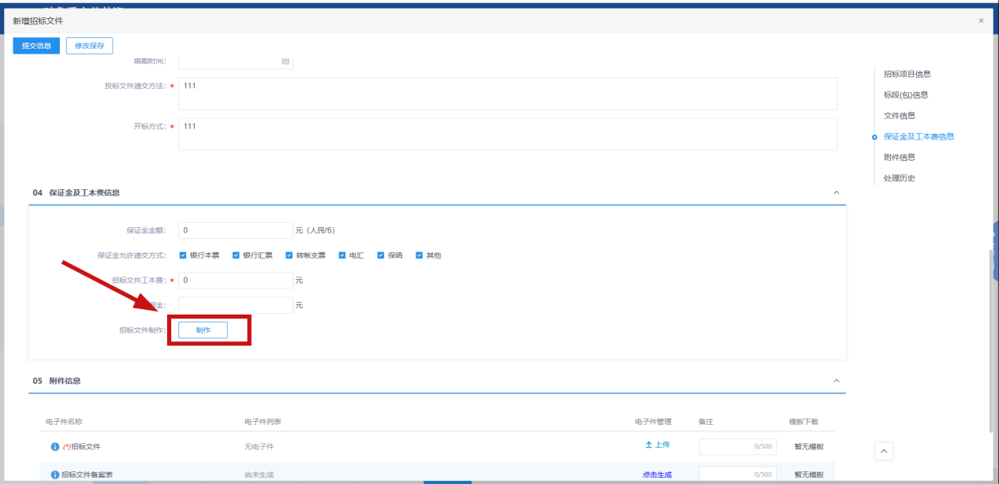 新增招标文件 ×
提交信息 修改保存
踏勘时间:
投标文件递交方法: * 111
开标方式: * 111
招标项目信息
标段(包)信息
文件信息
保证金及工本费信息
附件信息
处理历史
04 保证金及工本费信息
保证金金额: 0 元 (人民币)
保证金允许递交方式: 银行本票 银行汇票 转帐支票 电汇 保函 其他
招标文件工本费: * 0 元
金: 元
招标文件制作: 制作
05 附件信息
电子件名称 电子件列表 电子件管理 备注 模板下载
(*)招标文件 无电子件 上传 0/500 暂无模板
招标文件备案表 尚未生成 点击生成 0/500 暂无模板